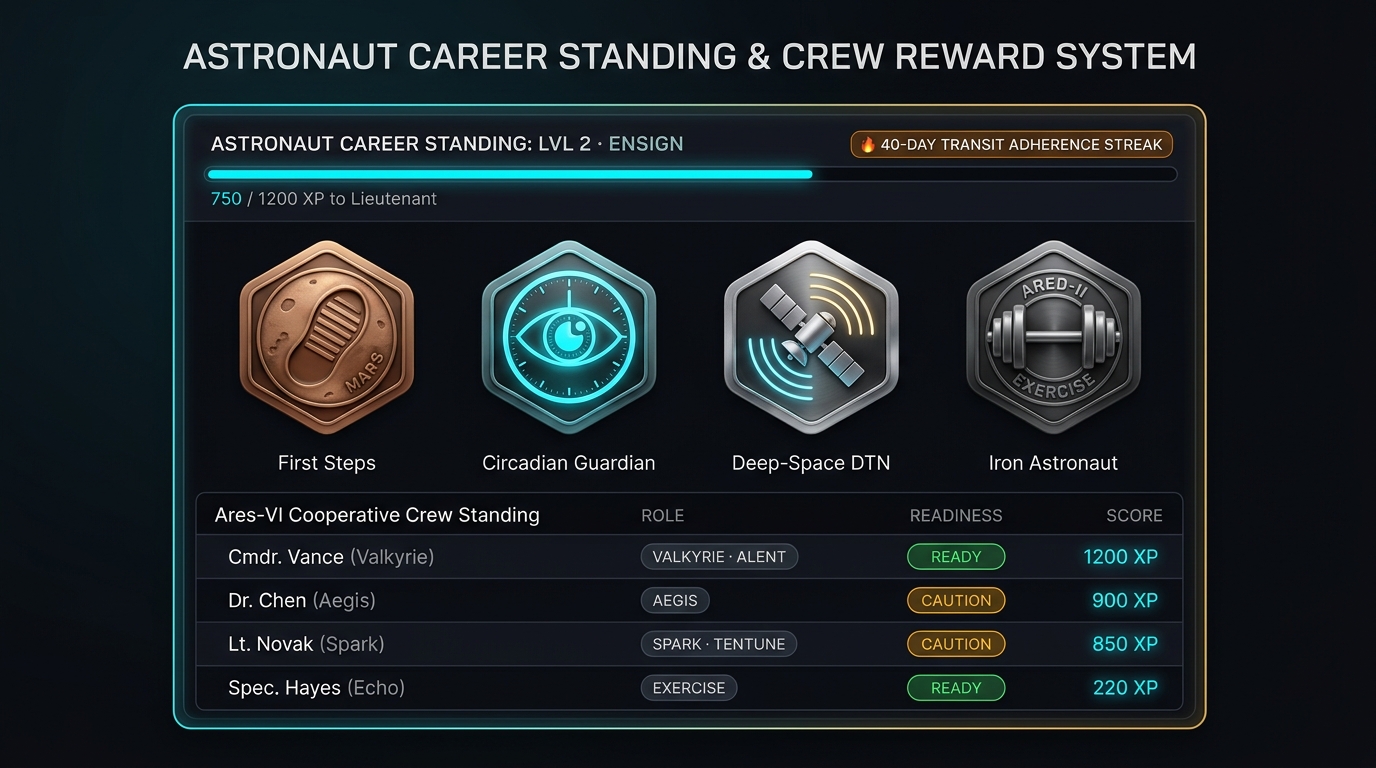 ASTRONAUT CAREER STANDING & CREW REWARD SYSTEM
ASTRONAUT CAREER STANDING: LVL 2 · ENSIGN
🔥 40-DAY TRANSIT ADHERENCE STREAK
750 / 1200 XP to Lieutenant
MARS
ARED-II
EXERCISE
First Steps
Circadian Guardian
Deep-Space DTN
Iron Astronaut
Ares-VI Cooperative Crew Standing ROLE READINESS SCORE
Cmdr. Vance (Valkyrie) VALKYRIE · ALENT READY 1200 XP
Dr. Chen (Aegis) AEGIS CAUTION 900 XP
Lt. Novak (Spark) SPARK · TENTUNE CAUTION 850 XP
Spec. Hayes (Echo) EXERCISE READY 220 XP